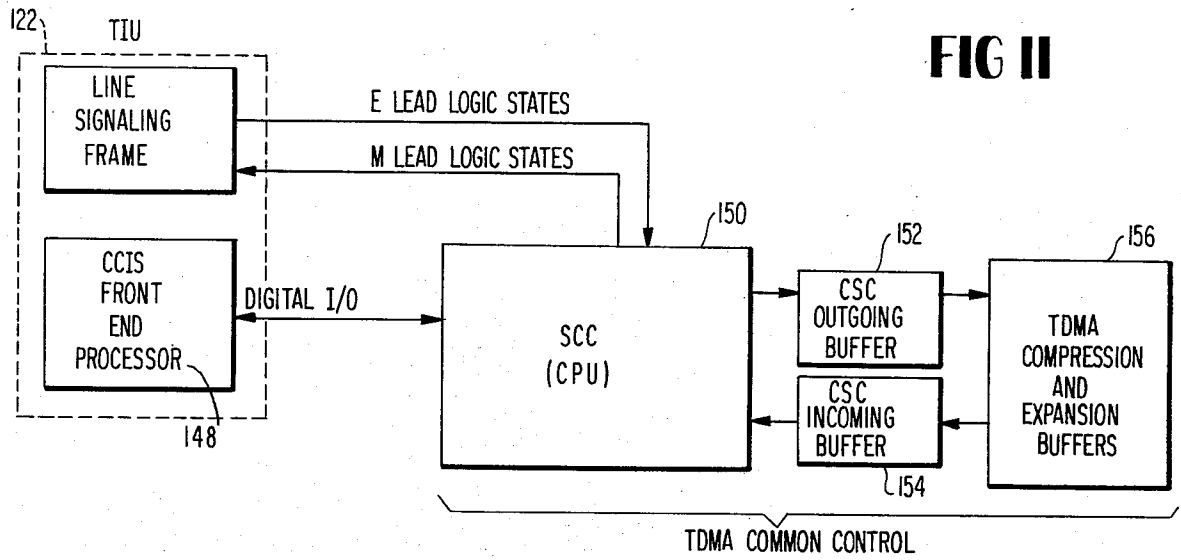 122
TIU
FIG 11
LINE
SIGNALING
FRAME
E LEAD LOGIC STATES
M LEAD LOGIC STATES
CCIS
FRONT
END
PROCESSOR
148
DIGITAL I/O
150
SCC
(CPU)
152
CSC
OUTGOING
BUFFER
CSC
INCOMING
BUFFER
154
156
TDMA
COMPRESSION
AND
EXPANSION
BUFFERS
TDMA COMMON CONTROL